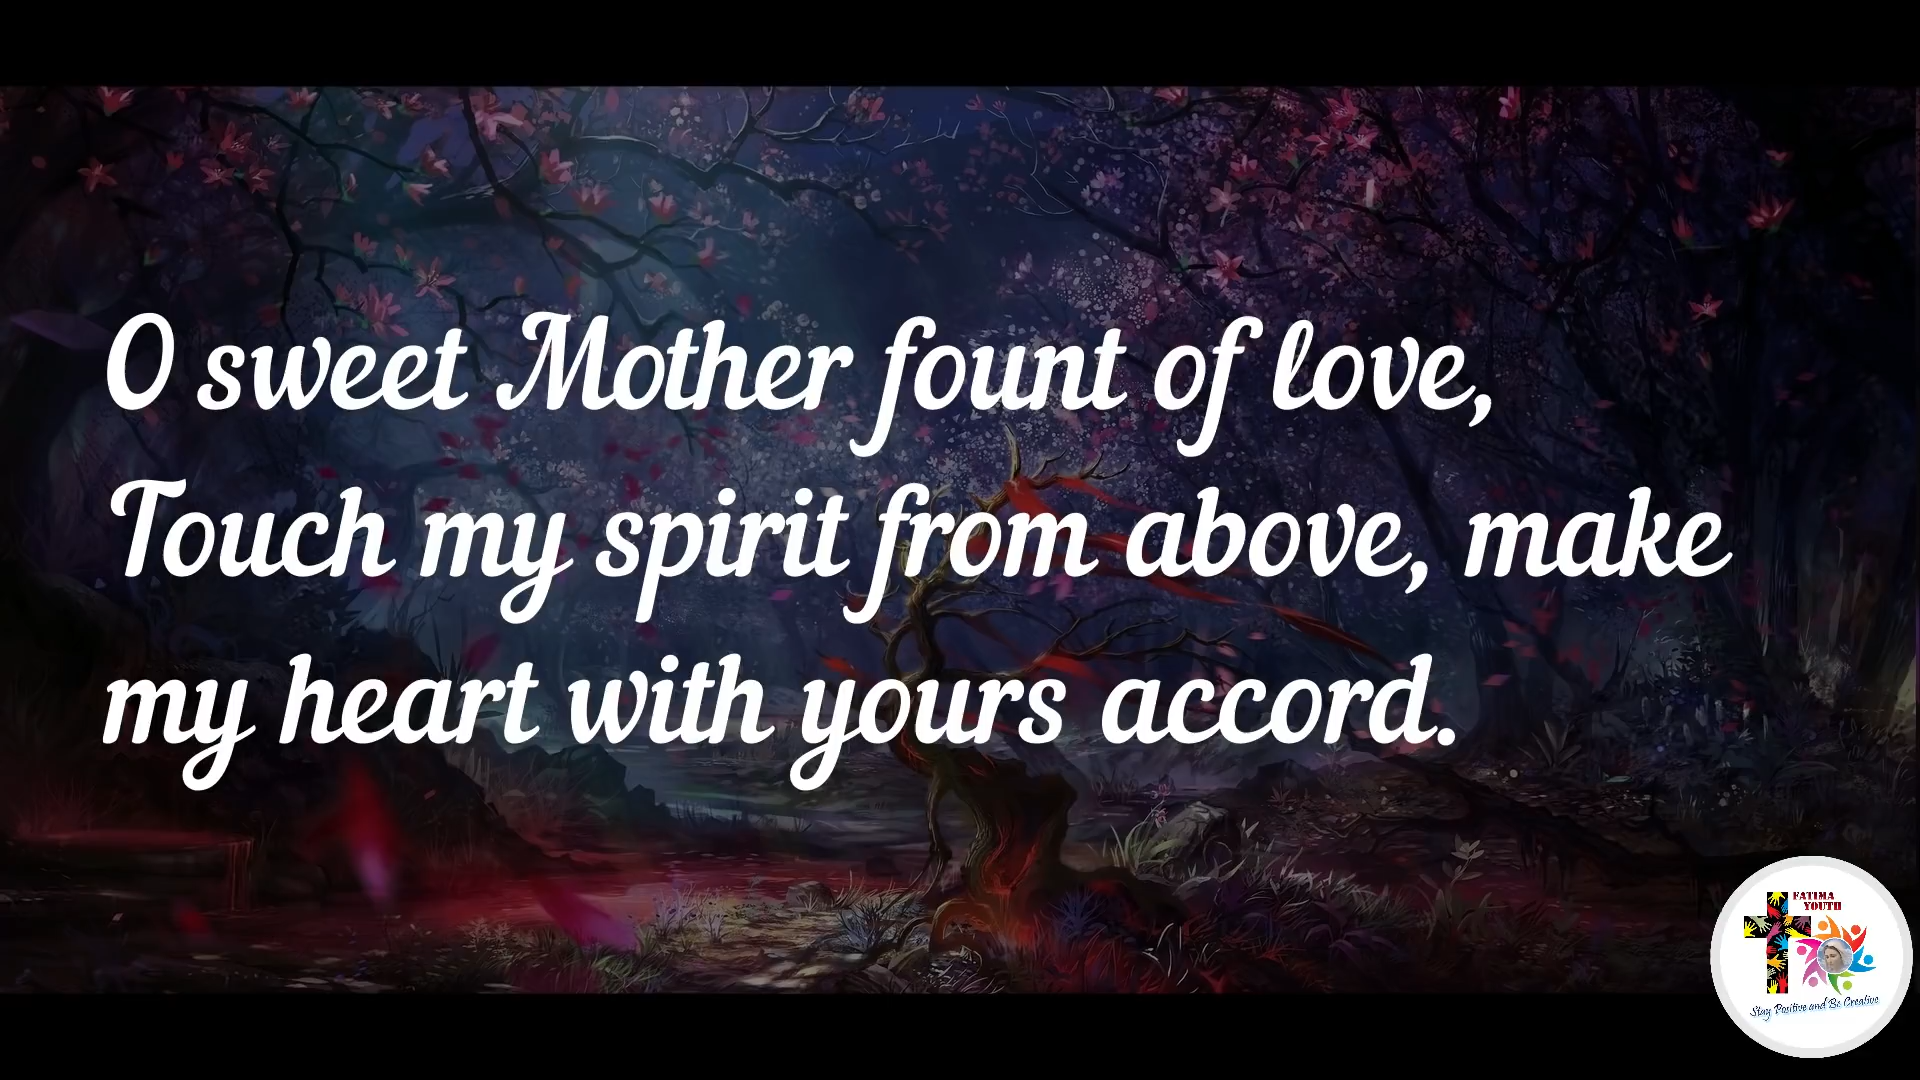 O sweet Mother fount of love,
Touch my spirit from above, make
my heart with yours accord.
FATIMA
YOUTH
Stay Positive and Be Creative